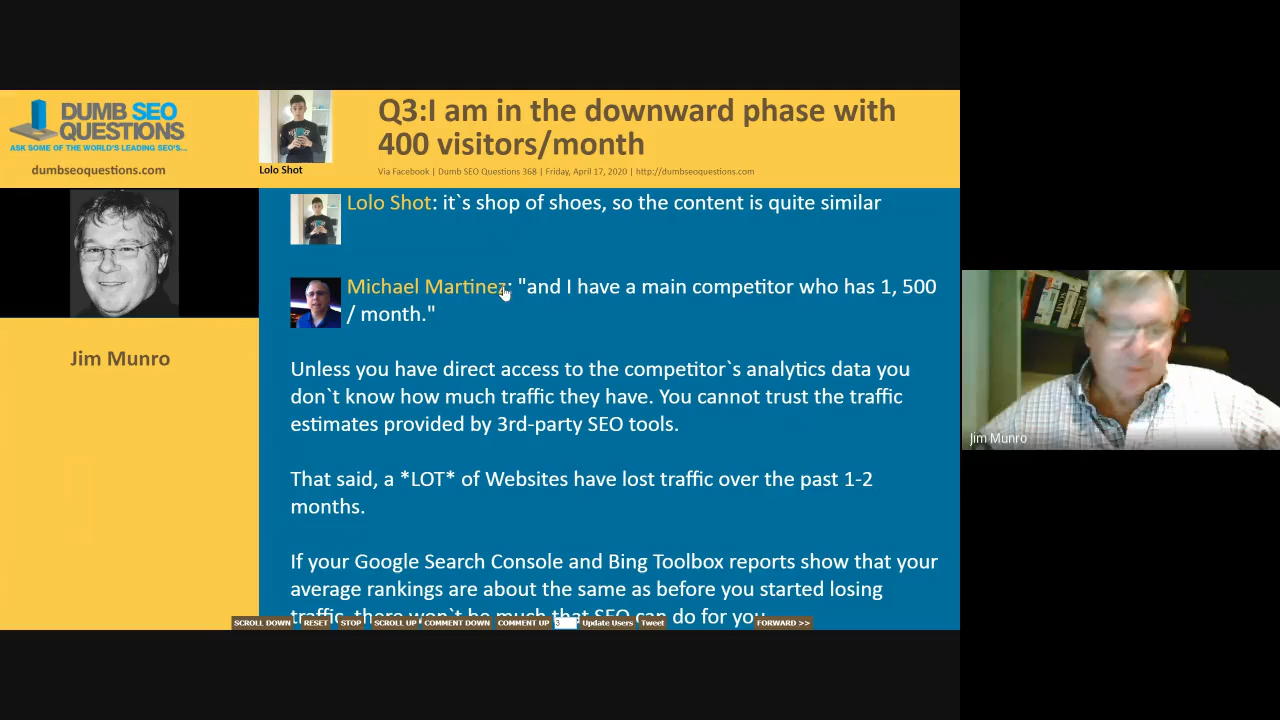 DUMB SEO
QUESTIONS
ASK SOME OF THE WORLD'S LEADING SEO'S...
dumbseoquestions.com
Lolo Shot
Q3:I am in the downward phase with
400 visitors/month
Via Facebook | Dumb SEO Questions 368 | Friday, April 17, 2020 | http://dumbseoquestions.com
Jim Munro
Lolo Shot: it`s shop of shoes, so the content is quite similar
Michael Martinez: "and I have a main competitor who has 1, 500
/ month."
Unless you have direct access to the competitor`s analytics data you
don`t know how much traffic they have. You cannot trust the traffic
estimates provided by 3rd-party SEO tools.
That said, a *LOT* of Websites have lost traffic over the past 1-2
months.
If your Google Search Console and Bing Toolbox reports show that your
average rankings are about the same as before you started losing
traffic, there won`t be much that SEO can do for you
SCROLL DOWN RESET STOP SCROLL UP COMMENT DOWN COMMENT UP 3 Update Users Tweet FORWARD >>
Jim Munro